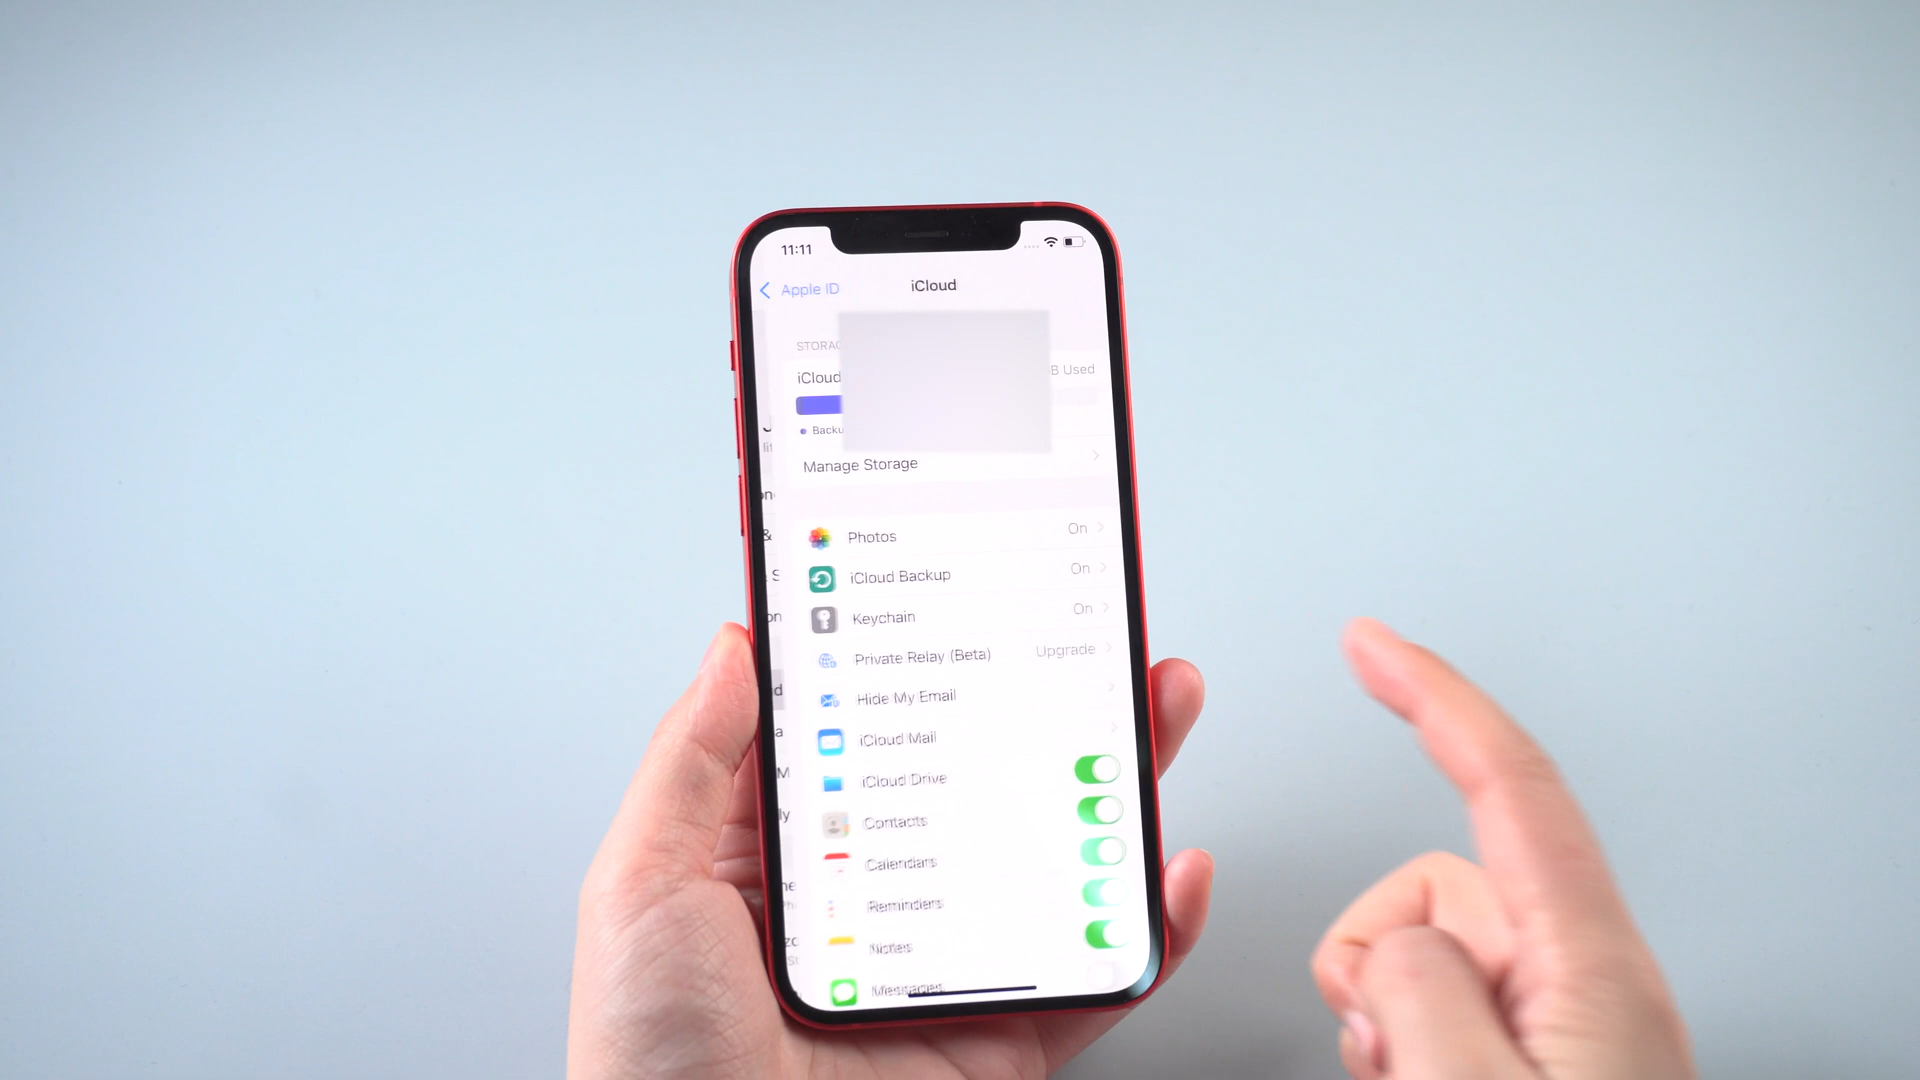 11:11
Apple ID
iCloud
STORAG
iCloud
B Used
Backu
Manage Storage
Photos On
iCloud Backup On
Keychain On
Private Relay (Beta) Upgrade
Hide My Email
iCloud Mail
iCloud Drive
Contacts
Calendars
Reminders
Notes
Messages